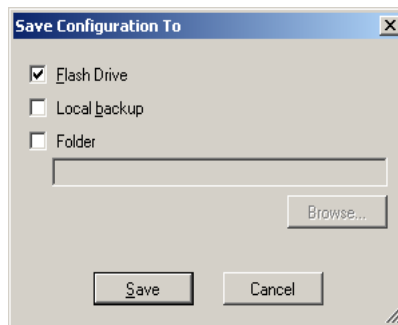 Save Configuration To
Flash Drive
Local backup
Folder
Browse...
Save
Cancel